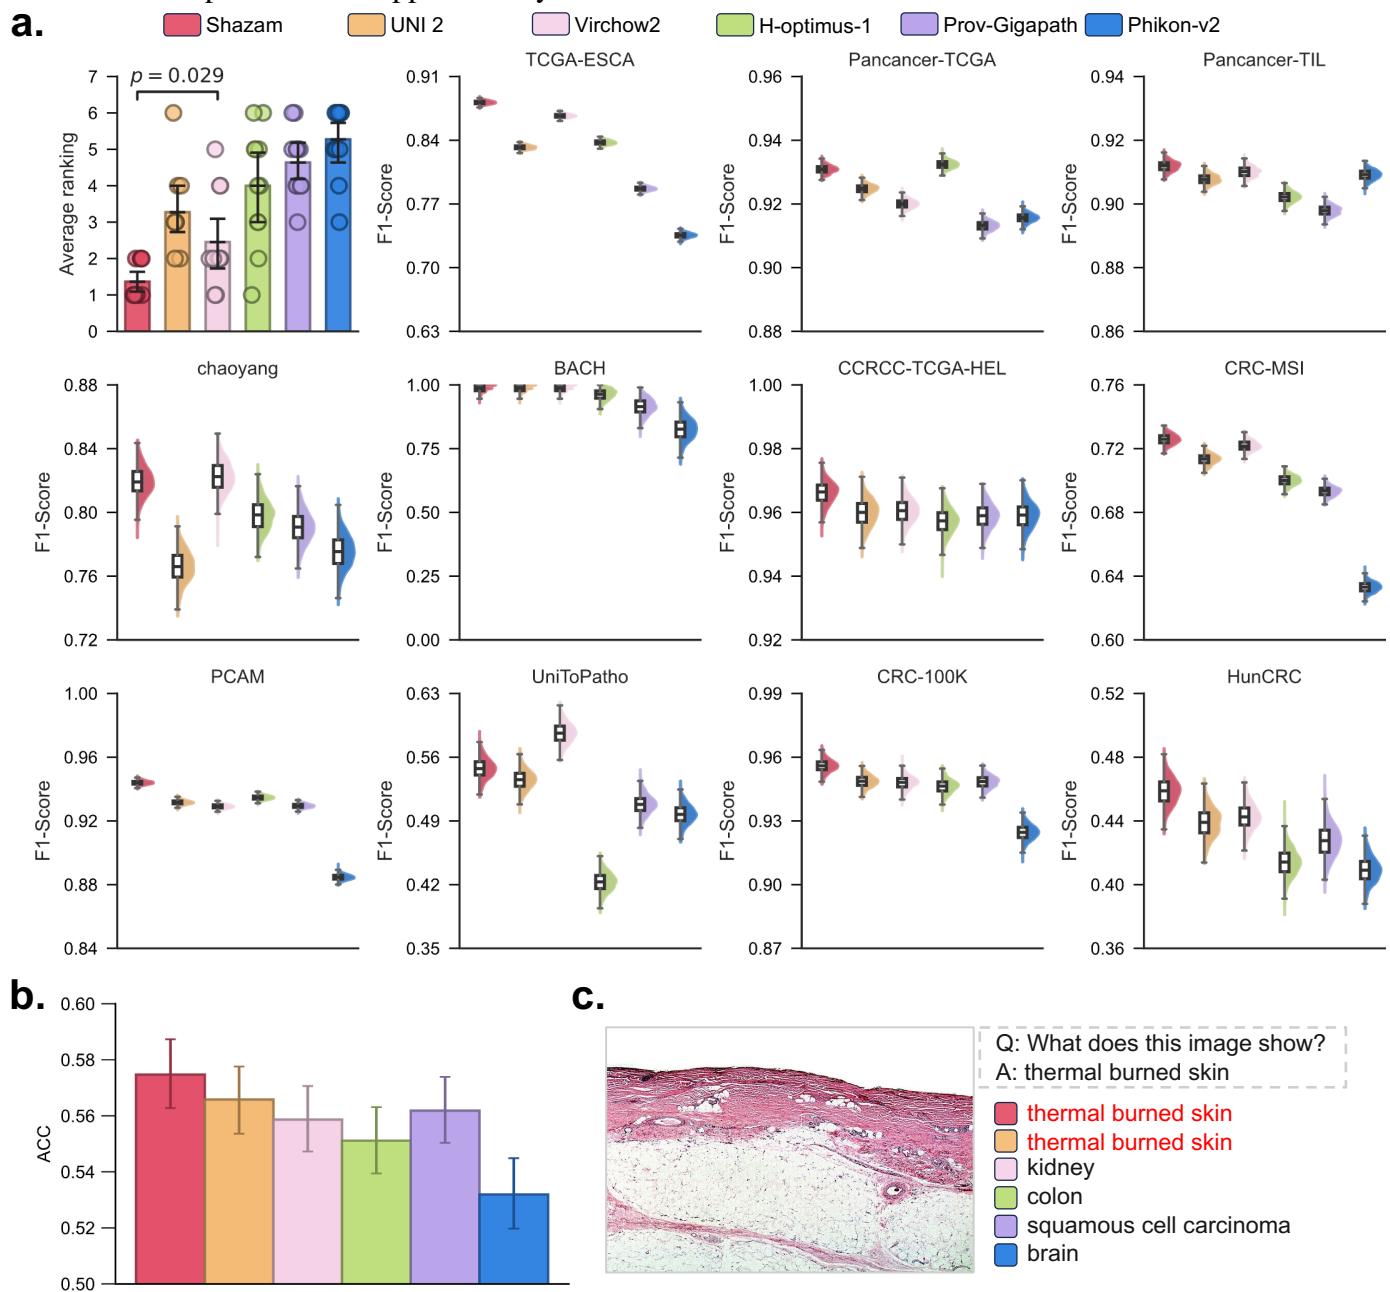 a.
Shazam UNI 2 Virchow2 H-optimus-1 Prov-Gigapath Phikon-v2
p = 0.029
Average ranking
7
6
5
4
3
2
1
0
TCGA-ESCA
F1-Score
0.91
0.84
0.77
0.70
0.63
Pancancer-TCGA
F1-Score
0.96
0.94
0.92
0.90
0.88
Pancancer-TIL
F1-Score
0.94
0.92
0.90
0.88
0.86
chaoyang
F1-Score
0.88
0.84
0.80
0.76
0.72
BACH
F1-Score
1.00
0.75
0.50
0.25
0.00
CCRCC-TCGA-HEL
F1-Score
1.00
0.98
0.96
0.94
0.92
CRC-MSI
F1-Score
0.76
0.72
0.68
0.64
0.60
PCAM
F1-Score
1.00
0.96
0.92
0.88
0.84
UniToPatho
F1-Score
0.63
0.56
0.49
0.42
0.35
CRC-100K
F1-Score
0.99
0.96
0.93
0.90
0.87
HunCRC
F1-Score
0.52
0.48
0.44
0.40
0.36
b.
ACC
0.60
0.58
0.56
0.54
0.52
0.50
c.
Q: What does this image show?
A: thermal burned skin
thermal burned skin
thermal burned skin
kidney
colon
squamous cell carcinoma
brain